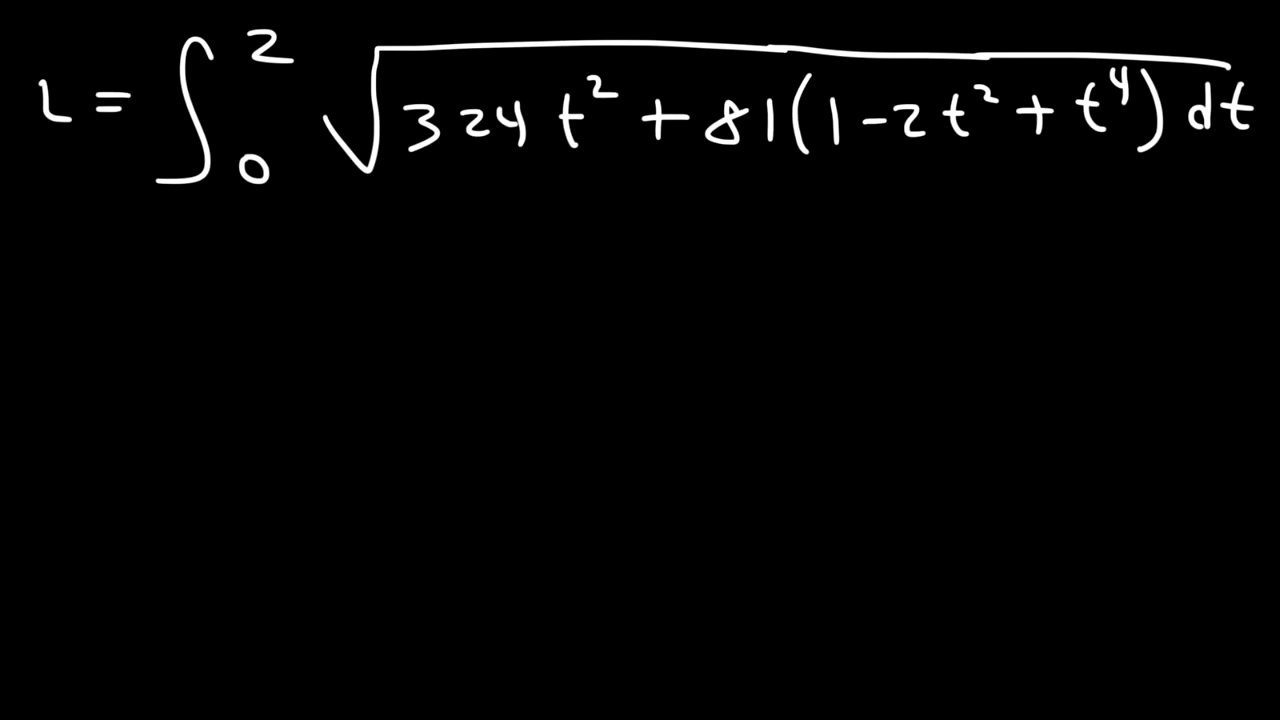 L = ∫₀² √(324t² + 81(1 - 2t² + t⁴)) dt